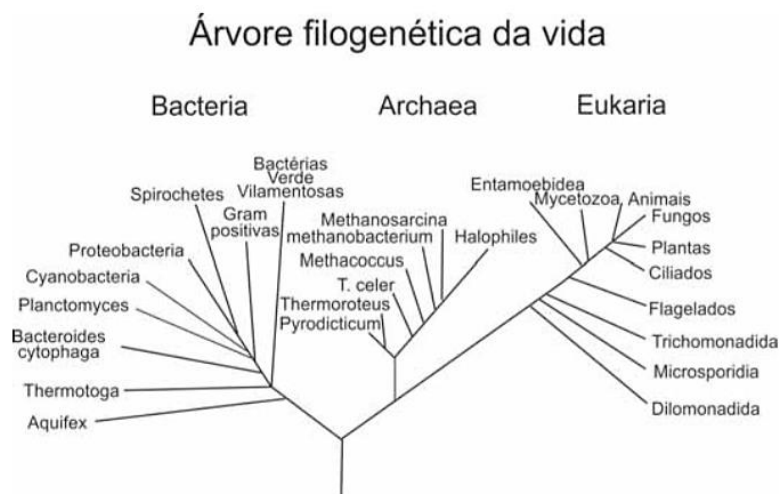 Árvore filogenética da vida
Bacteria
Archaea
Eukaria
Spirochetes
Bactérias
Verde
Vilamentosas
Gram
positivas
Proteobacteria
Cyanobacteria
Planctomyces
Bacteroides
cytophaga
Thermotoga
Aquifex
Methanosarcina
methanobacterium
Halophiles
Methacoccus
T. celer
Thermoroteus
Pyrodicticum
Entamoebidea
Mycetozoa
Animais
Fungos
Plantas
Ciliados
Flagelados
Trichomonadida
Microsporidia
Dilomonadida